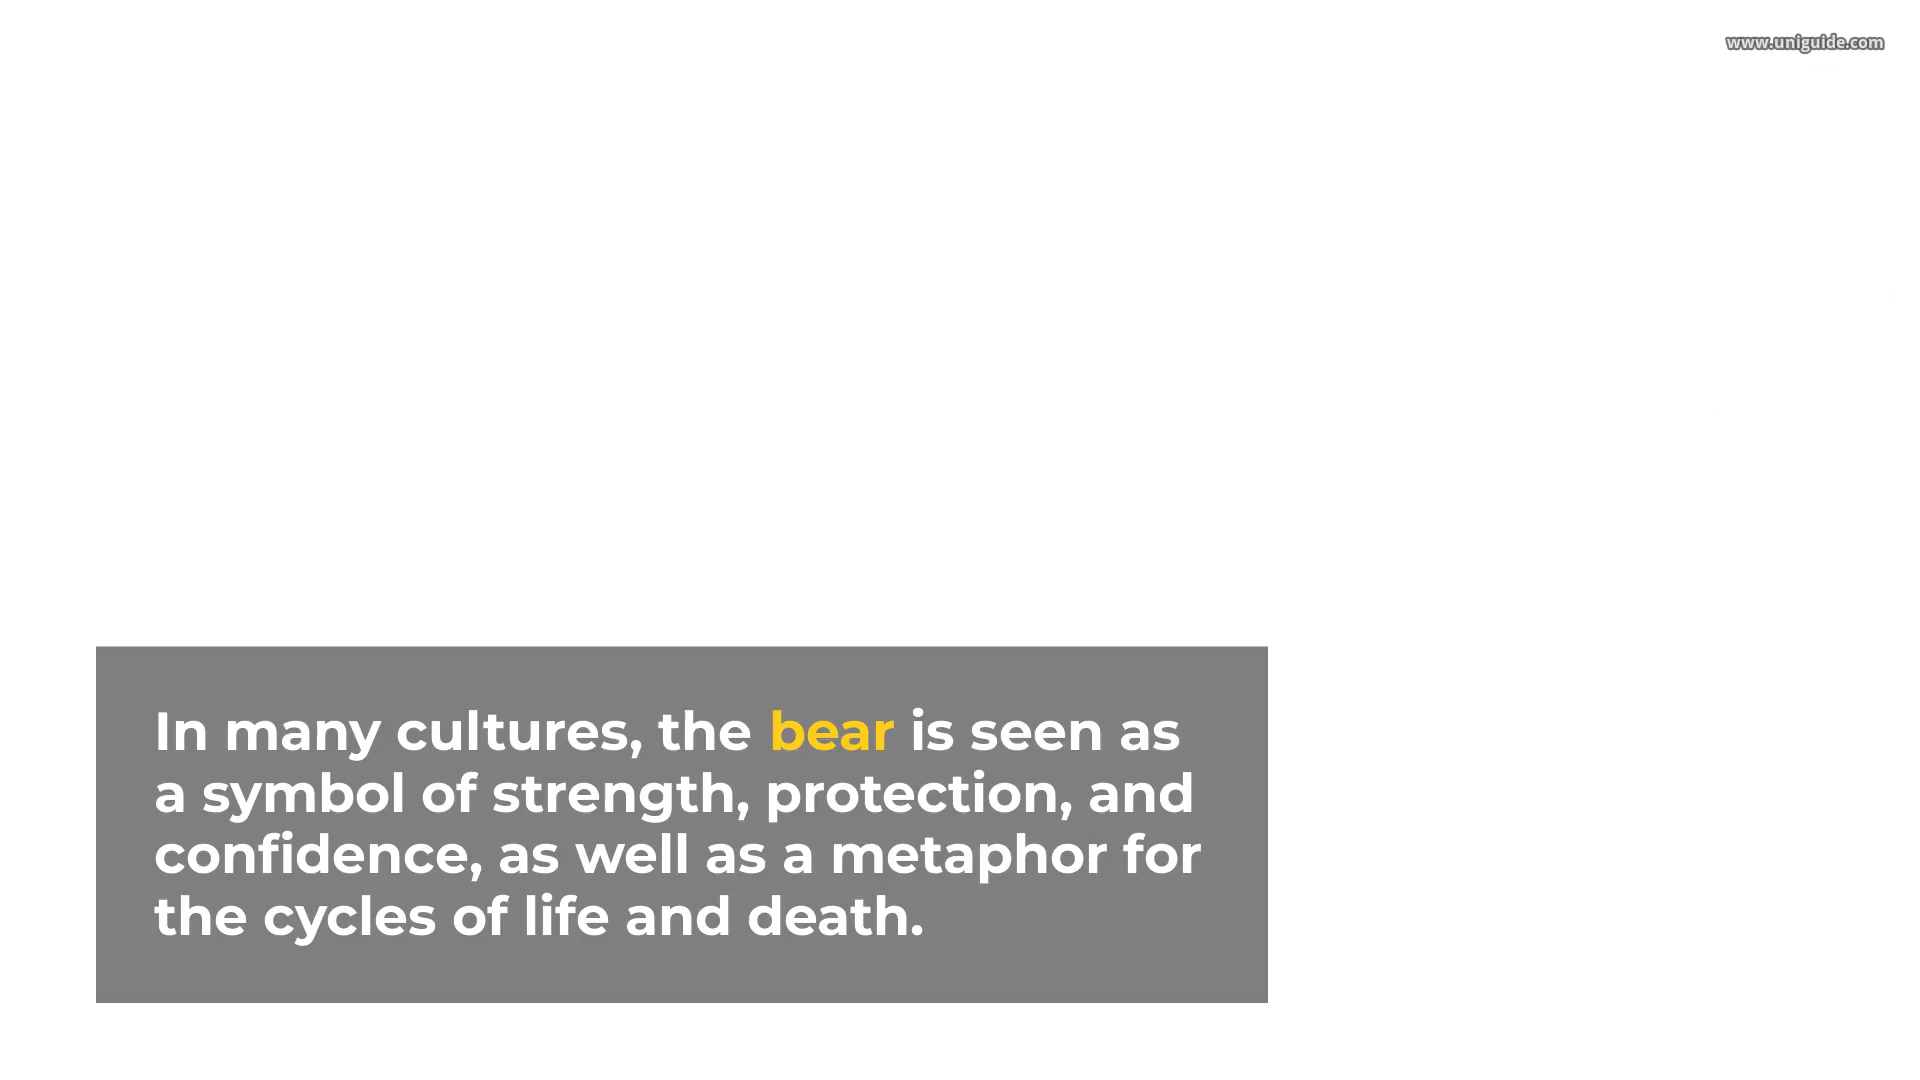 www.uniguide.com
In many cultures, the bear is seen as
a symbol of strength, protection, and
confidence, as well as a metaphor for
the cycles of life and death.